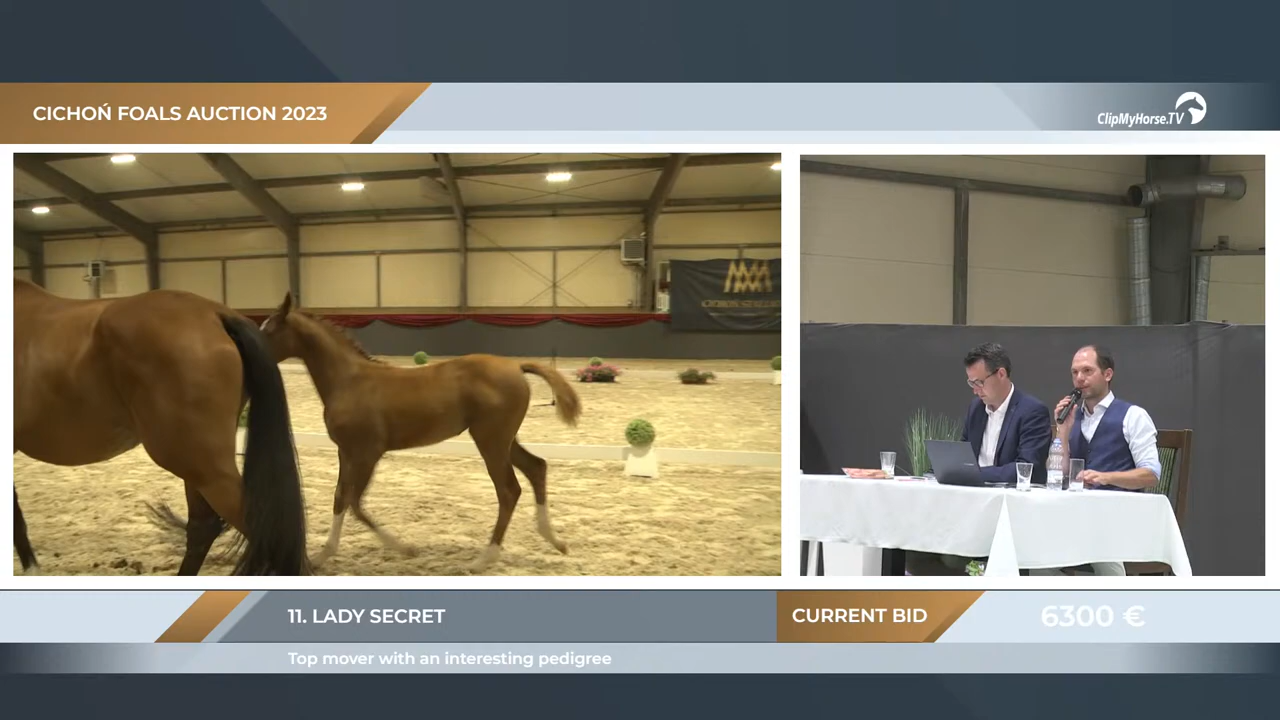 CICHOŃ FOALS AUCTION 2023
ClipMyHorse.TV
11. LADY SECRET
CURRENT BID
6300 €
Top mover with an interesting pedigree